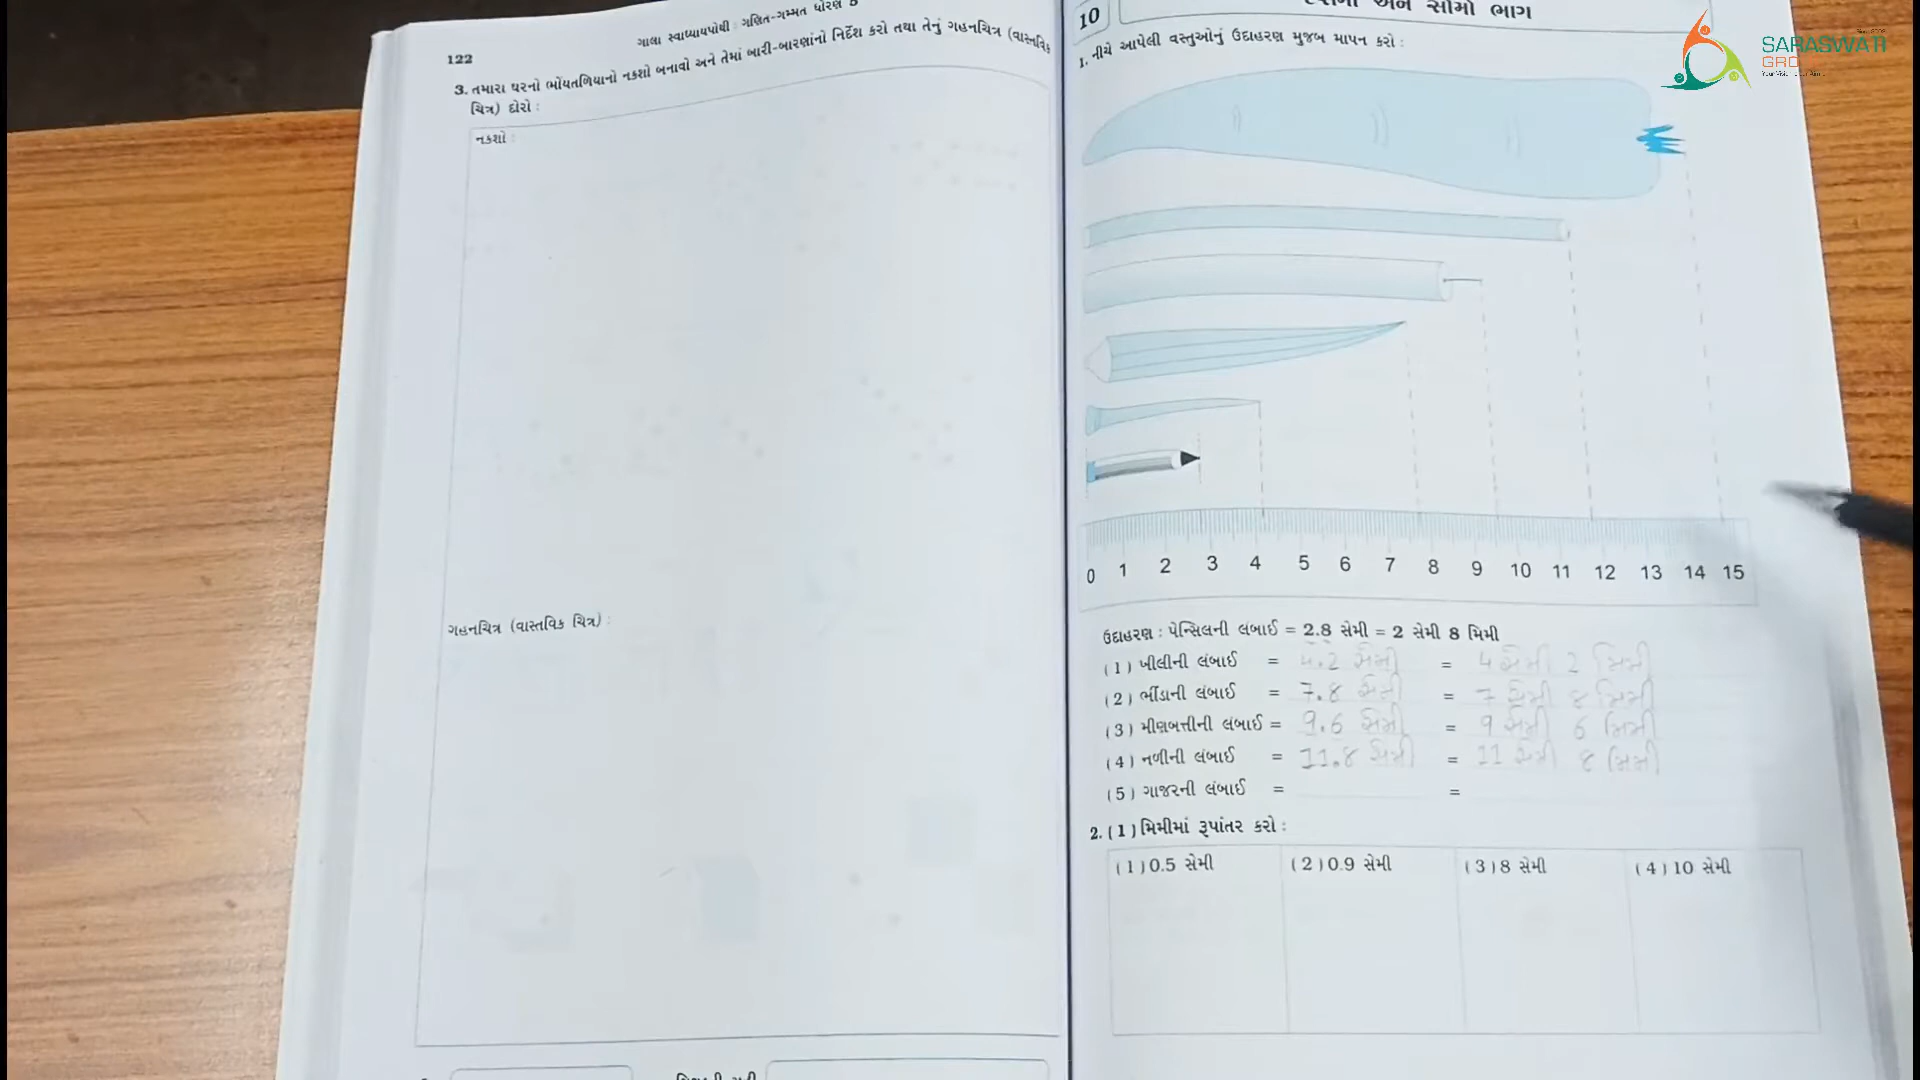 122
ગાલા સ્વાધ્યાયપોથી : ગણિત-ગમ્મત ધોરણ 5
3. તમારા ઘરનો ભોંયતળિયાનો નકશો બનાવો અને તેમાં બારી-બારણાંનો નિર્દેશ કરો તથા તેનું ગહનચિત્ર (વાસ્તવિક
ચિત્ર) દોરો :
નકશો :
ગહનચિત્ર (વાસ્તવિક ચિત્ર) :
10
અને સોમો ભાગ
1. નીચે આપેલી વસ્તુઓનું ઉદાહરણ મુજબ માપન કરો :
0 1 2 3 4 5 6 7 8 9 10 11 12 13 14 15
ઉદાહરણ : પેન્સિલની લંબાઈ = 2.8 સેમી = 2 સેમી 8 મિમી
(1) ખીલીની લંબાઈ = 4.2 સેમી = 4 સેમી 2 મિમી
(2) ભીંડાની લંબાઈ = 7.8 સેમી = 7 સેમી 8 મિમી
(3) મીણબત્તીની લંબાઈ = 9.6 સેમી = 9 સેમી 6 મિમી
(4) નળીની લંબાઈ = 11.8 સેમી = 11 સેમી 8 મિમી
(5) ગાજરની લંબાઈ = =
2. (1) મિમીમાં રૂપાંતર કરો :
(1) 0.5 સેમી (2) 0.9 સેમી (3) 8 સેમી (4) 10 સેમી
SARASWATI
GROUP